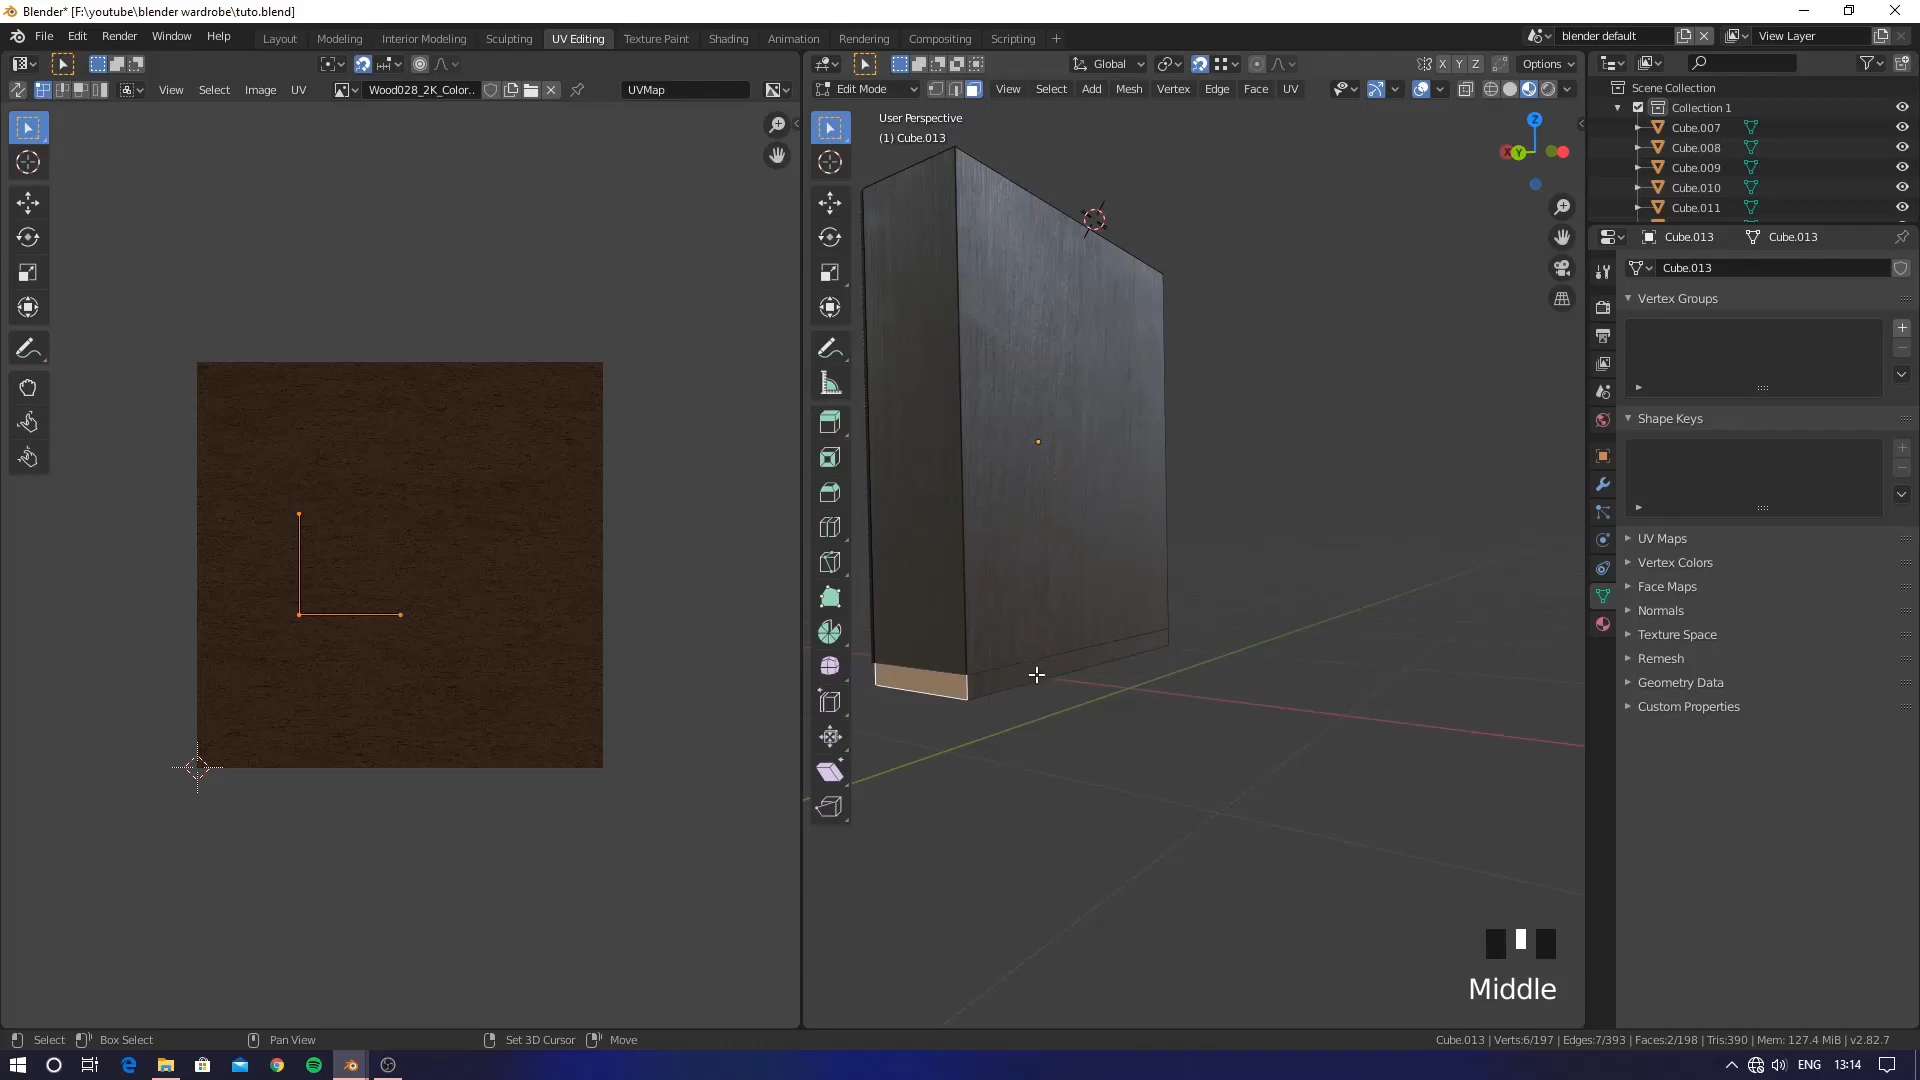 Blender* [F:\youtube\blender wardrobe\tuto.blend]
File Edit Render Window Help
Layout Modeling Interior Modeling Sculpting UV Editing Texture Paint Shading Animation Rendering Compositing Scripting +
blender default
View Layer
Global
X Y Z
Options
View Select Image UV
Wood028_2K_Color..
UVMap
Edit Mode
View Select Add Mesh Vertex Edge Face UV
User Perspective
(1) Cube.013
Z
X
Y
Scene Collection
Collection 1
Cube.007
Cube.008
Cube.009
Cube.010
Cube.011
Cube.013
Cube.013
Cube.013
Vertex Groups
Shape Keys
UV Maps
Vertex Colors
Face Maps
Normals
Texture Space
Remesh
Geometry Data
Custom Properties
Middle
Select
Box Select
Pan View
Set 3D Cursor
Move
Cube.013 | Verts:6/197 | Edges:7/393 | Faces:2/198 | Tris:390 | Mem: 127.4 MiB | v2.82.7
ENG
13:14